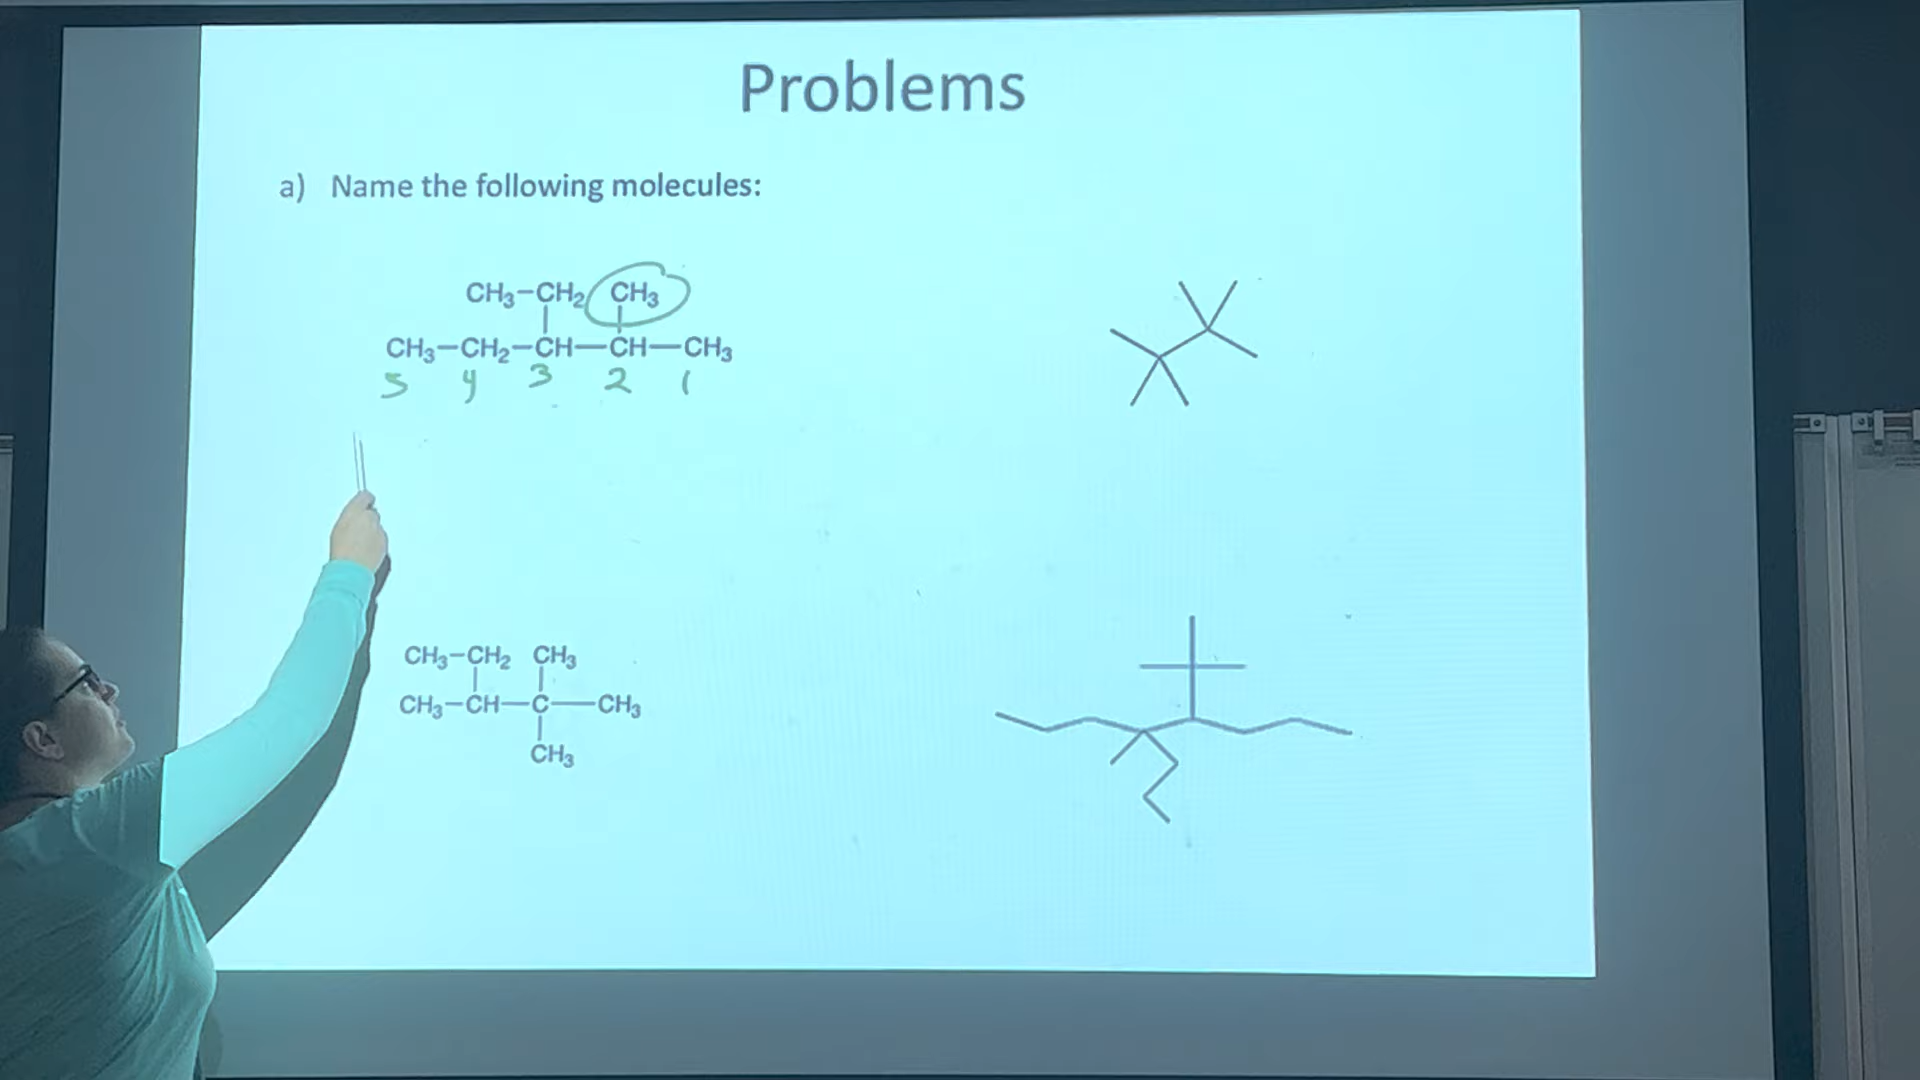 Problems
a) Name the following molecules:
CH₃-CH₂ CH₃
CH₃-CH₂-CH-CH-CH₃
5 4 3 2 1
CH₃-CH₂ CH₃
CH₃-CH-C-CH₃
CH₃